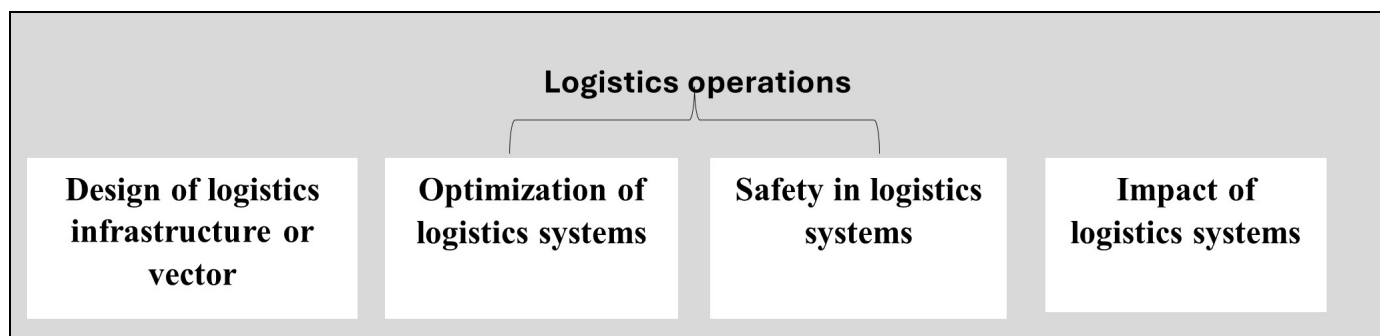 Logistics operations
Design of logistics
infrastructure or
vector
Optimization of
logistics systems
Safety in logistics
systems
Impact of
logistics systems